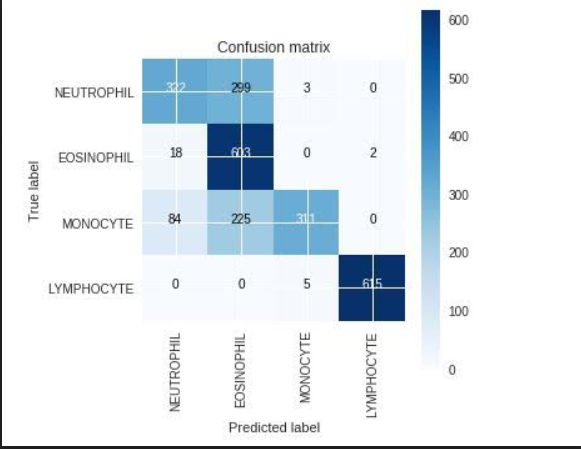 Confusion matrix
600
500
400
300
200
100
0
True label
NEUTROPHIL 322 299 3 0
EOSINOPHIL 18 603 0 2
MONOCYTE 84 225 311 0
LYMPHOCYTE 0 0 5 615
NEUTROPHIL EOSINOPHIL MONOCYTE LYMPHOCYTE
Predicted label